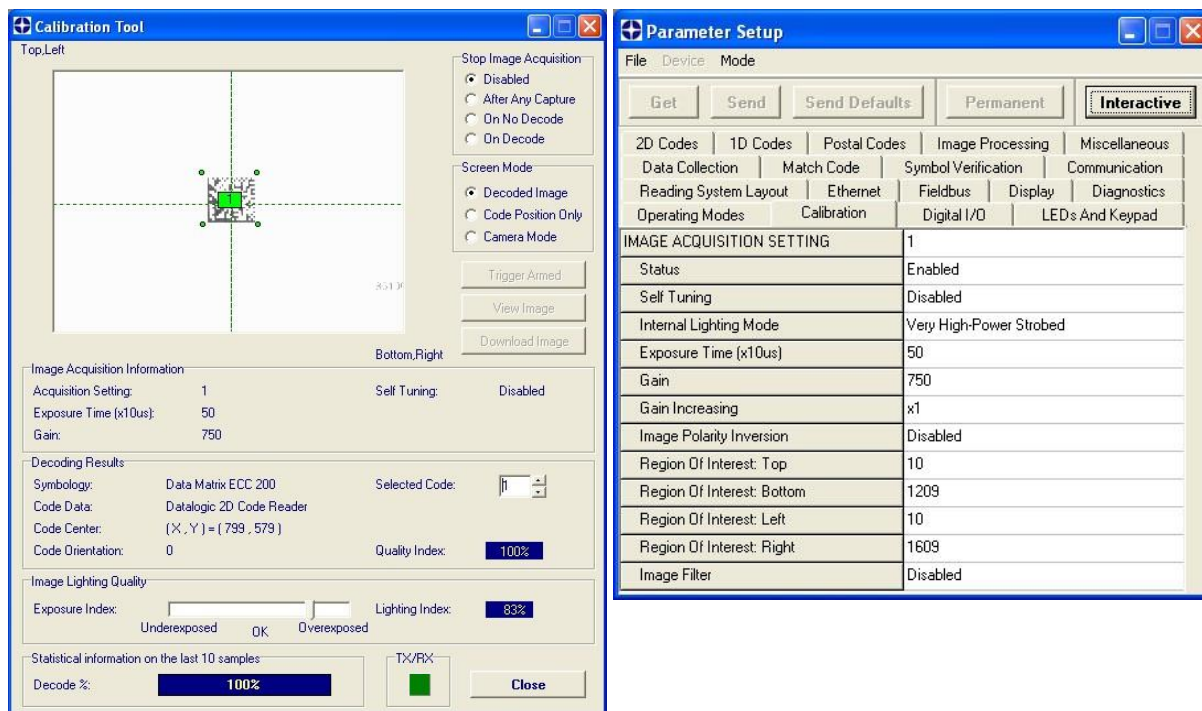 Calibration Tool
Top,Left
Stop Image Acquisition
Disabled
After Any Capture
On No Decode
On Decode
Screen Mode
Decoded Image
Code Position Only
Camera Mode
1
Trigger Armed
View Image
Download Image
Bottom,Right
Image Acquisition Information
Acquisition Setting: 1 Self Tuning: Disabled
Exposure Time (x10us): 50
Gain: 750
Decoding Results
Symbology: Data Matrix ECC 200 Selected Code: 1
Code Data: Datalogic 2D Code Reader
Code Center: ( X , Y ) = ( 799 , 579 )
Code Orientation: 0 Quality Index: 100%
Image Lighting Quality
Exposure Index: Lighting Index: 83%
Underexposed OK Overexposed
Statistical information on the last 10 samples
TX/RX
Decode %: 100% Close
Parameter Setup
File Device Mode
Get Send Send Defaults Permanent Interactive
2D Codes 1D Codes Postal Codes Image Processing Miscellaneous
Data Collection Match Code Symbol Verification Communication
Reading System Layout Ethernet Fieldbus Display Diagnostics
Operating Modes Calibration Digital I/O LEDs And Keypad
IMAGE ACQUISITION SETTING 1
Status Enabled
Self Tuning Disabled
Internal Lighting Mode Very High-Power Strobed
Exposure Time (x10us) 50
Gain 750
Gain Increasing x1
Image Polarity Inversion Disabled
Region Of Interest: Top 10
Region Of Interest: Bottom 1209
Region Of Interest: Left 10
Region Of Interest: Right 1609
Image Filter Disabled